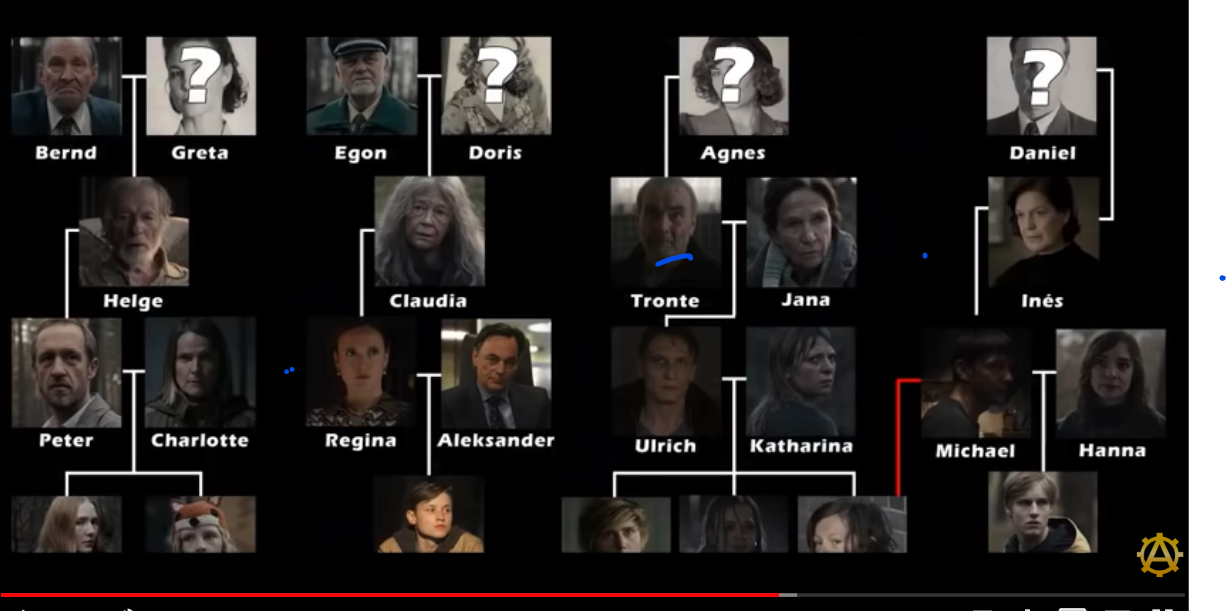 ? ? ? ?
Bernd Greta Egon Doris Agnes Daniel
Helge Claudia Tronte Jana Inés
Peter Charlotte Regina Aleksander Ulrich Katharina Michael Hanna